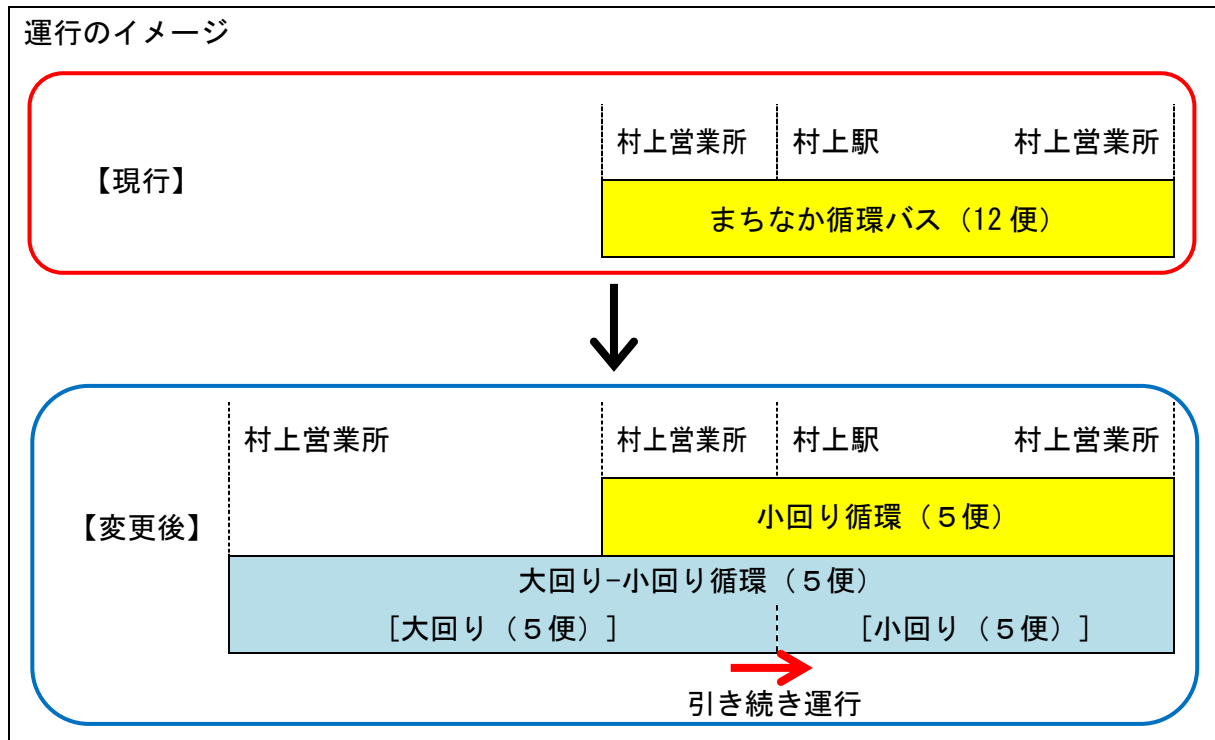 運行のイメージ
村上営業所 村上駅 村上営業所
【現行】
まちなか循環バス（12便）
村上営業所 村上営業所 村上駅 村上営業所
【変更後】
小回り循環（５便）
大回り-小回り循環（５便）
[大回り（５便）] [小回り（５便）]
引き続き運行